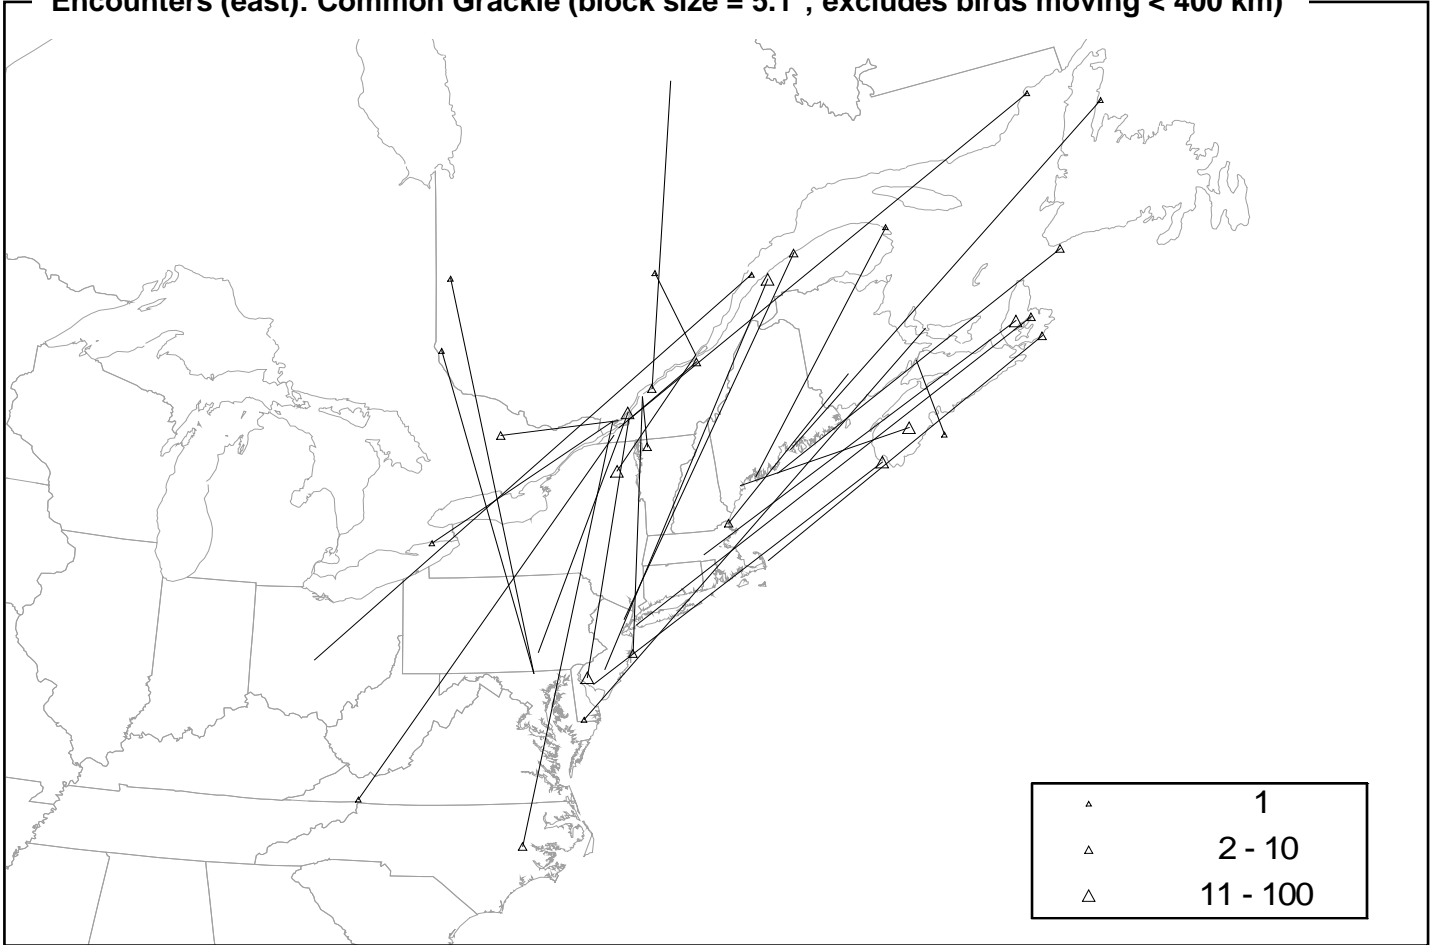 Encounters (east): Common Grackle (block size = 5.1°, excludes birds moving < 400 km)
1
2 - 10
11 - 100